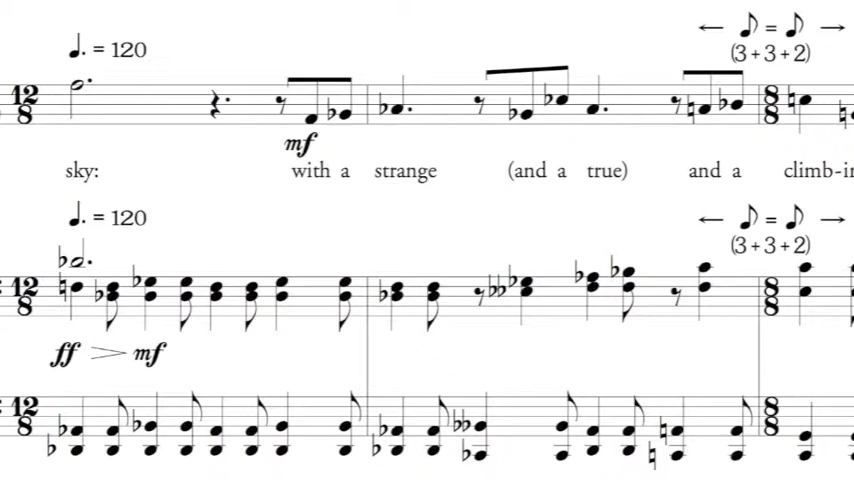 ♪ = ♪
♩. = 120
(3+3+2)
12
8
8
8
mf
sky: with a strange (and a true) and a climb-in
♩. = 120
♪ = ♪
(3+3+2)
12
8
8
8
ff > mf
12
8
8
8